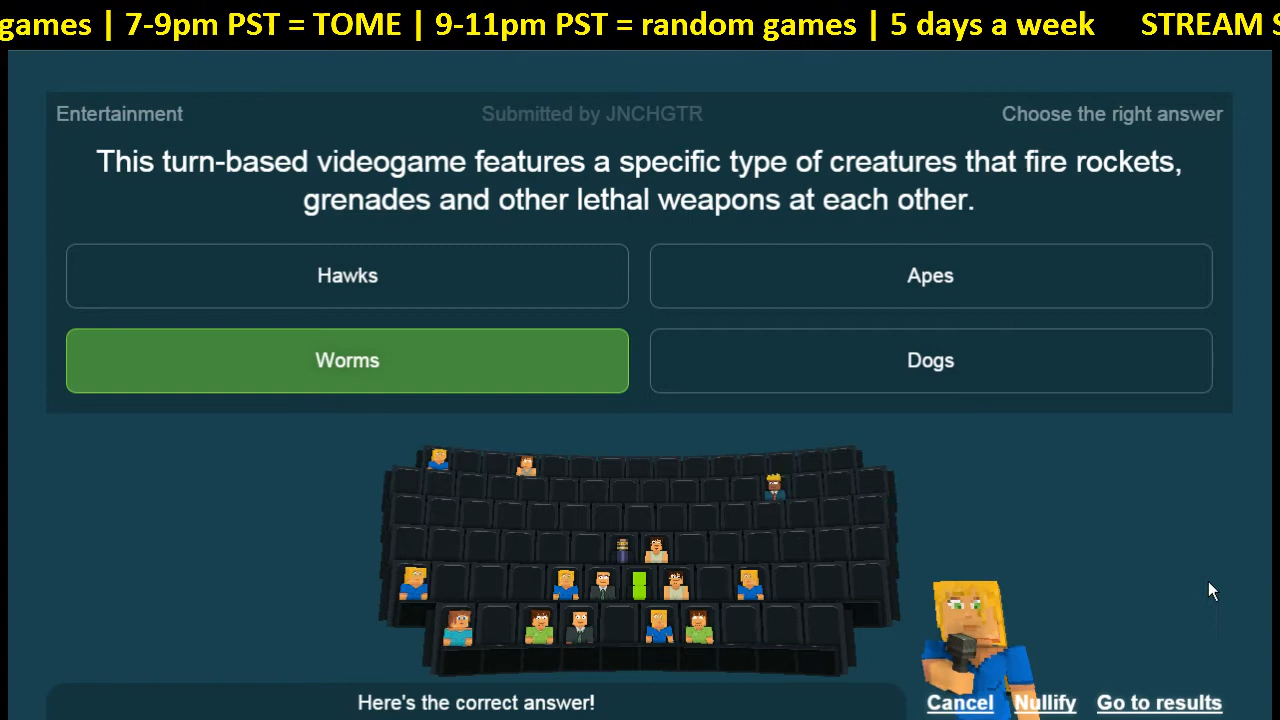 games | 7-9pm PST = TOME | 9-11pm PST = random games | 5 days a week STREAM S
Entertainment Submitted by JNCHGTR Choose the right answer
This turn-based videogame features a specific type of creatures that fire rockets,
grenades and other lethal weapons at each other.
Hawks Apes
Worms Dogs
Here's the correct answer! Cancel Nullify Go to results